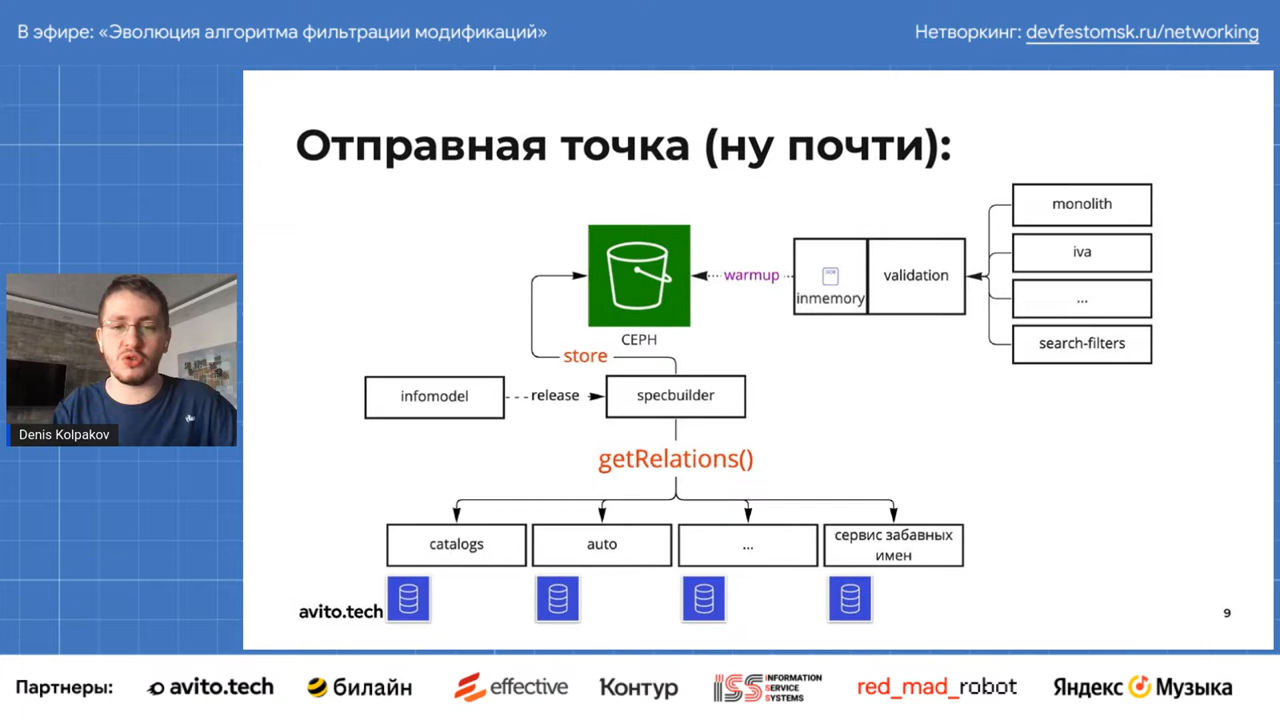 В эфире: «Эволюция алгоритма фильтрации модификаций»
Нетворкинг: devfestomsk.ru/networking
Отправная точка (ну почти):
monolith
iva
...
search-filters
warmup
inmemory
validation
CEPH
store
infomodel
release
specbuilder
getRelations()
catalogs
auto
...
сервис забавных
имен
Denis Kolpakov
avito.tech
9
Партнеры:
avito.tech
билайн
effective
Контур
ISS INFORMATION
SERVICE
SYSTEMS
red_mad_robot
Яндекс Музыка